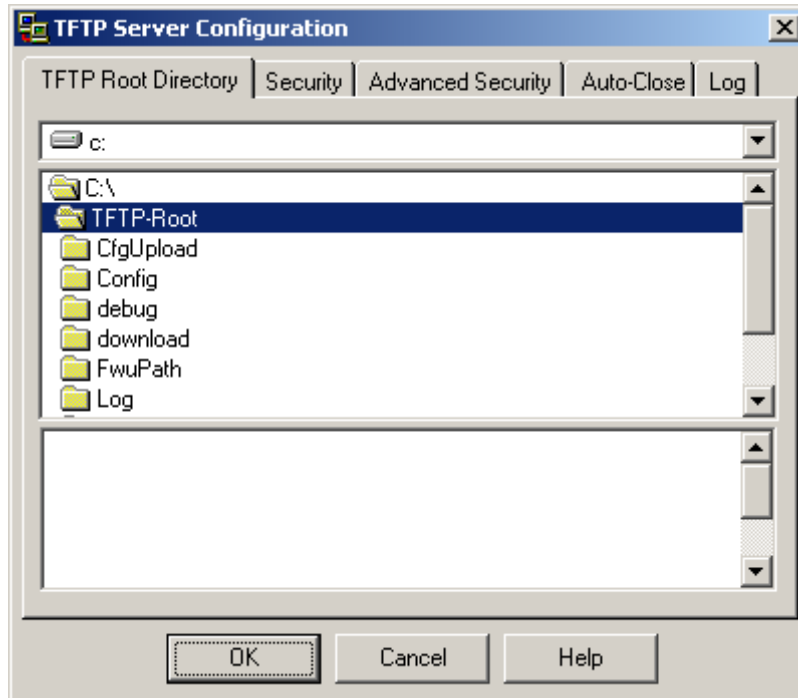 TFTP Server Configuration
TFTP Root Directory Security Advanced Security Auto-Close Log
c:
C:\
TFTP-Root
CfgUpload
Config
debug
download
FwuPath
Log
OK Cancel Help